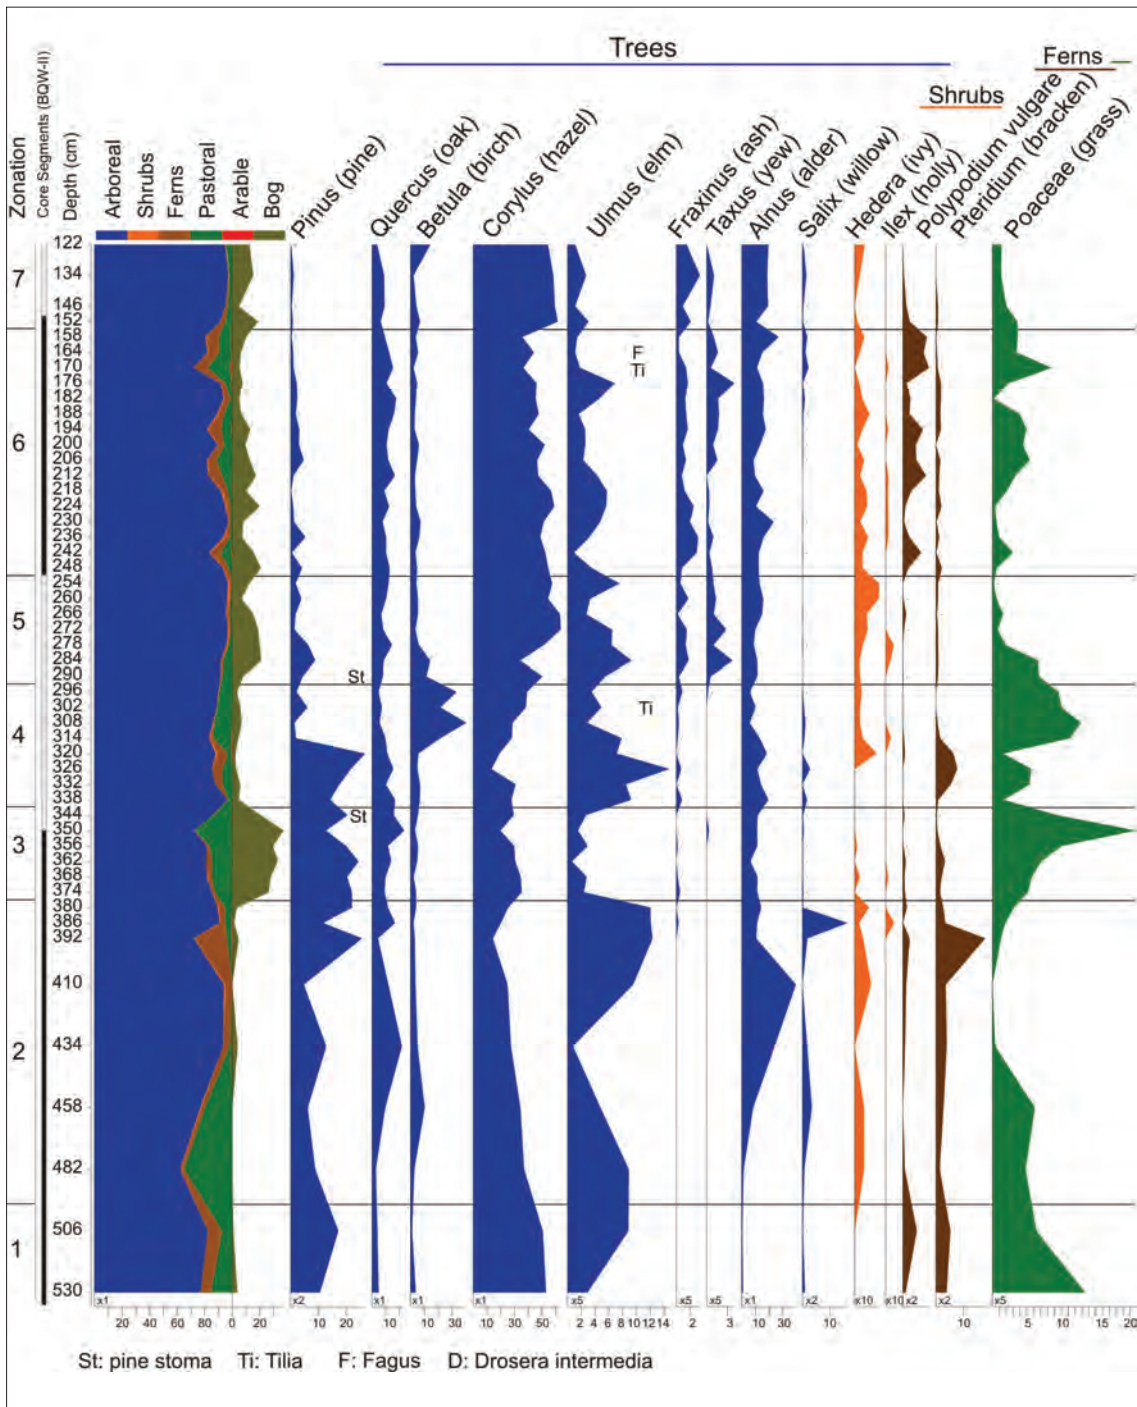 Trees
Ferns
Shrubs
Zonation
Core Segments (BQW-II)
Depth (cm)
Arboreal
Shrubs
Ferns
Pastoral
Arable
Bog
Pinus (pine)
Quercus (oak)
Betula (birch)
Corylus (hazel)
Ulmus (elm)
Fraxinus (ash)
Taxus (yew)
Alnus (alder)
Salix (willow)
Hedera (ivy)
Ilex (holly)
Polypodium vulgare
Pteridium (bracken)
Poaceae (grass)
122
7
134
146
152
158
164
F
170
Ti
176
182
188
6
194
200
206
212
218
224
230
236
242
248
254
260
266
5
272
278
284
290
St
296
302
Ti
308
4
314
320
326
332
338
344
St
350
3
356
362
368
374
380
386
392
410
434
2
458
482
506
1
530
x1 x2 x1 x1 x1 x5 x5 x5 x1 x2 x10 x10 x2 x2 x5
20 40 60 80 0 20 10 20 10 10 30 10 30 50 2 4 6 8 10 12 14 2 3 10 30 10 10 5 10 15 20
St: pine stoma Ti: Tilia F: Fagus D: Drosera intermedia